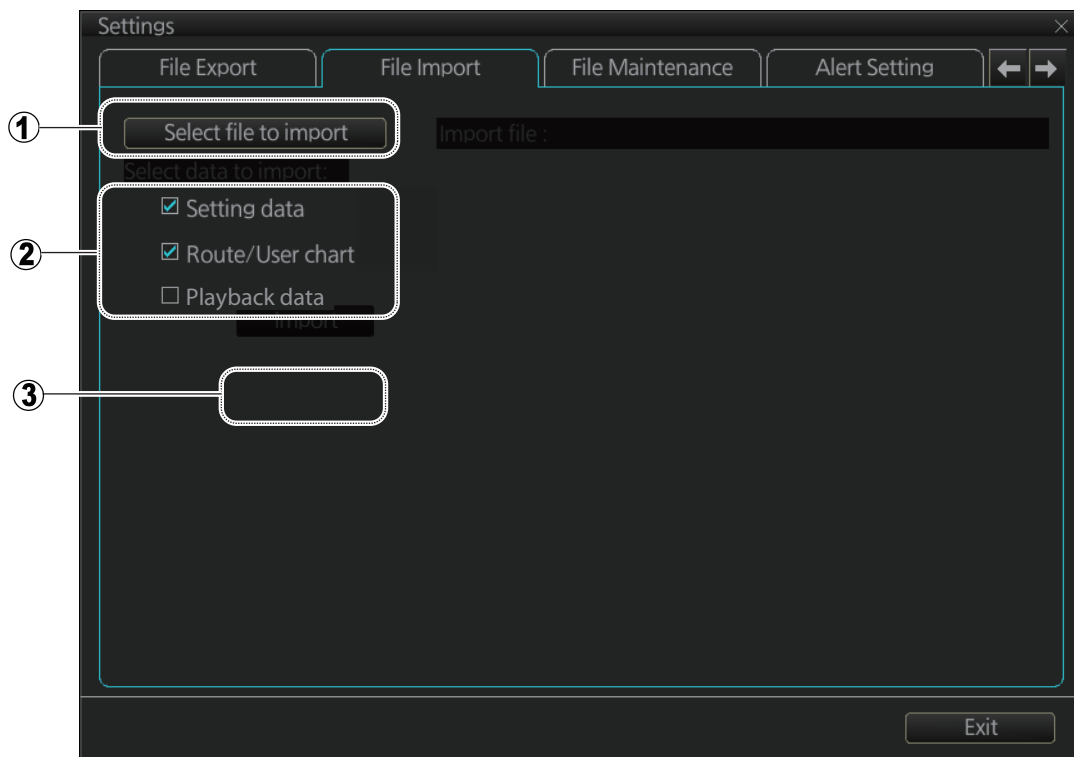 Settings
File Export
File Import
File Maintenance
Alert Setting
1
Select file to import
Import file :
Select data to import:
2
Setting data
Route/User chart
Playback data
Import
3
Exit